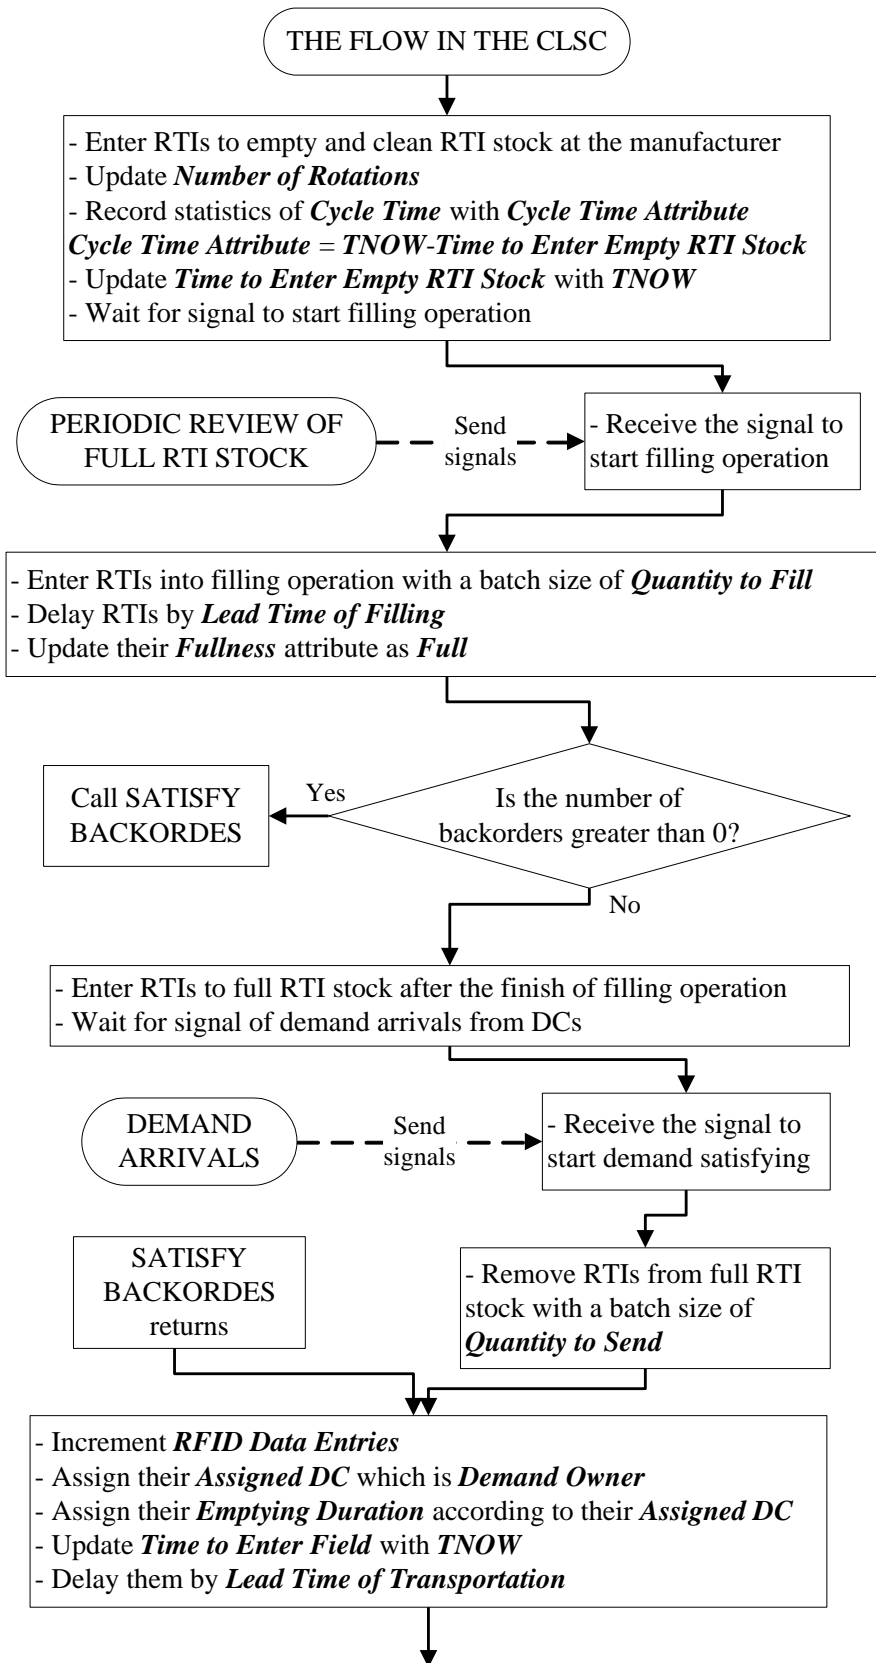 THE FLOW IN THE CLSC
- Enter RTIs to empty and clean RTI stock at the manufacturer
- Update Number of Rotations
- Record statistics of Cycle Time with Cycle Time Attribute
Cycle Time Attribute = TNOW-Time to Enter Empty RTI Stock
- Update Time to Enter Empty RTI Stock with TNOW
- Wait for signal to start filling operation
PERIODIC REVIEW OF
FULL RTI STOCK
Send
signals
- Receive the signal to
start filling operation
- Enter RTIs into filling operation with a batch size of Quantity to Fill
- Delay RTIs by Lead Time of Filling
- Update their Fullness attribute as Full
Call SATISFY
BACKORDES
Yes
Is the number of
backorders greater than 0?
No
- Enter RTIs to full RTI stock after the finish of filling operation
- Wait for signal of demand arrivals from DCs
DEMAND
ARRIVALS
Send
signals
- Receive the signal to
start demand satisfying
SATISFY
BACKORDES
returns
- Remove RTIs from full RTI
stock with a batch size of
Quantity to Send
- Increment RFID Data Entries
- Assign their Assigned DC which is Demand Owner
- Assign their Emptying Duration according to their Assigned DC
- Update Time to Enter Field with TNOW
- Delay them by Lead Time of Transportation